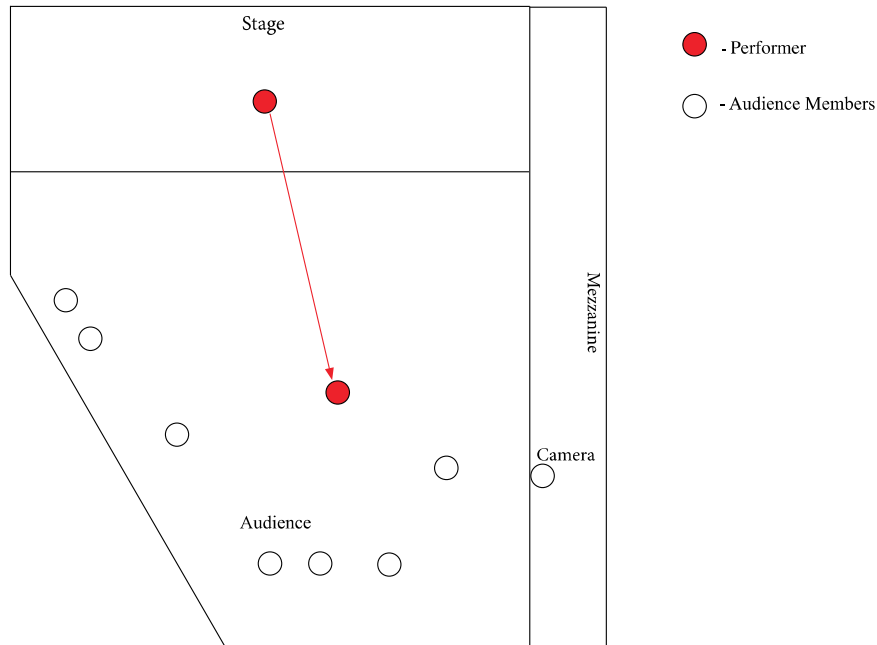 Stage
- Performer
- Audience Members
Mezzanine
Camera
Audience